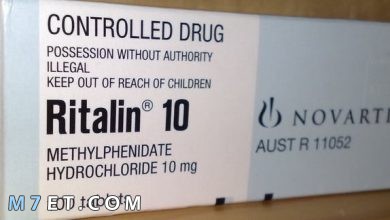 CONTROLLED DRUG
POSSESSION WITHOUT AUTHORITY
ILLEGAL
KEEP OUT OF REACH OF CHILDREN
Ritalin® 10
NOVARTI
AUST R 11052
METHYLPHENIDATE
HYDROCHLORIDE 10 mg
M7ET.COM